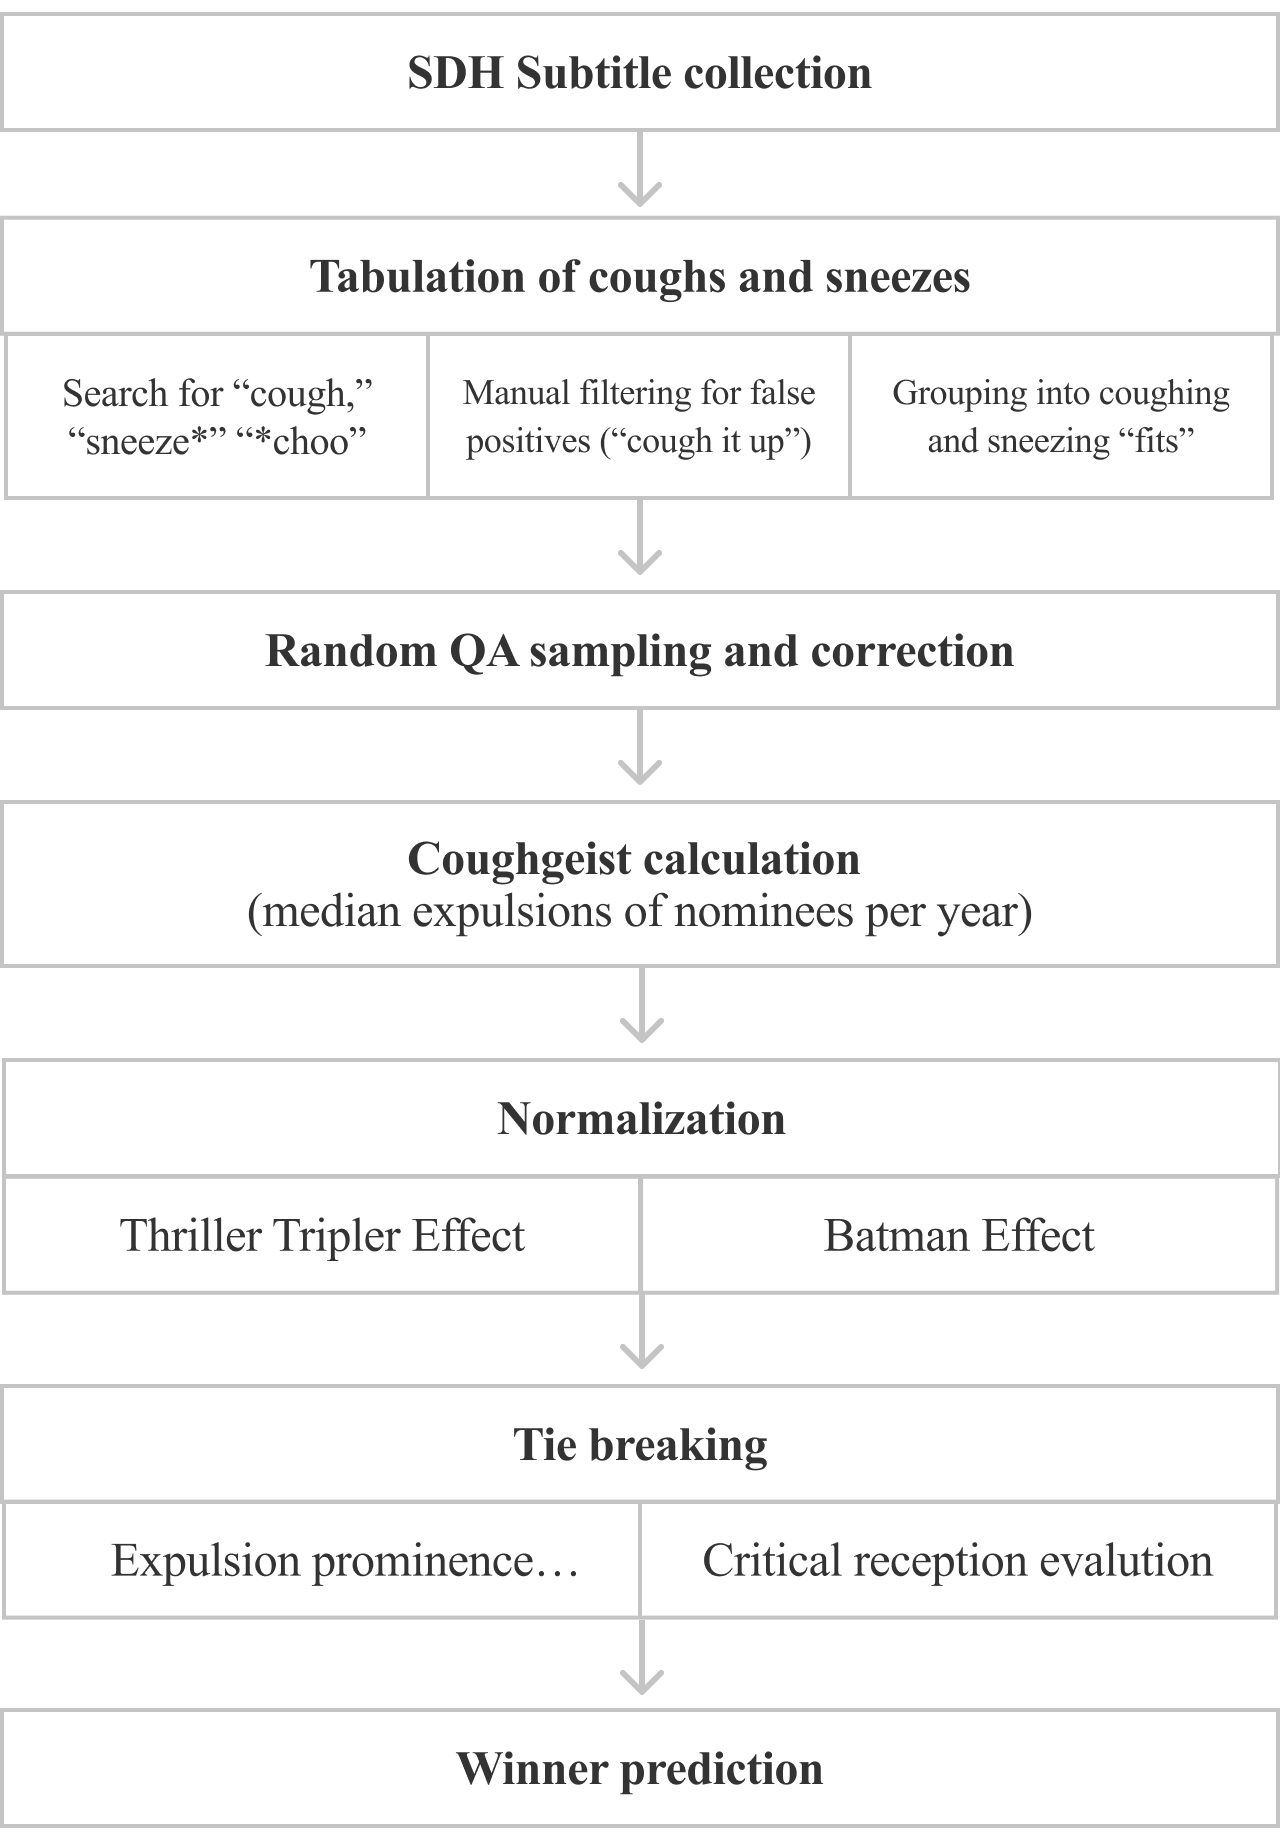 SDH Subtitle collection
Tabulation of coughs and sneezes
Search for “cough,”
“sneeze*” “*choo”
Manual filtering for false
positives (“cough it up”)
Grouping into coughing
and sneezing “fits”
Random QA sampling and correction
Coughgeist calculation
(median expulsions of nominees per year)
Normalization
Thriller Tripler Effect
Batman Effect
Tie breaking
Expulsion prominence…
Critical reception evalution
Winner prediction